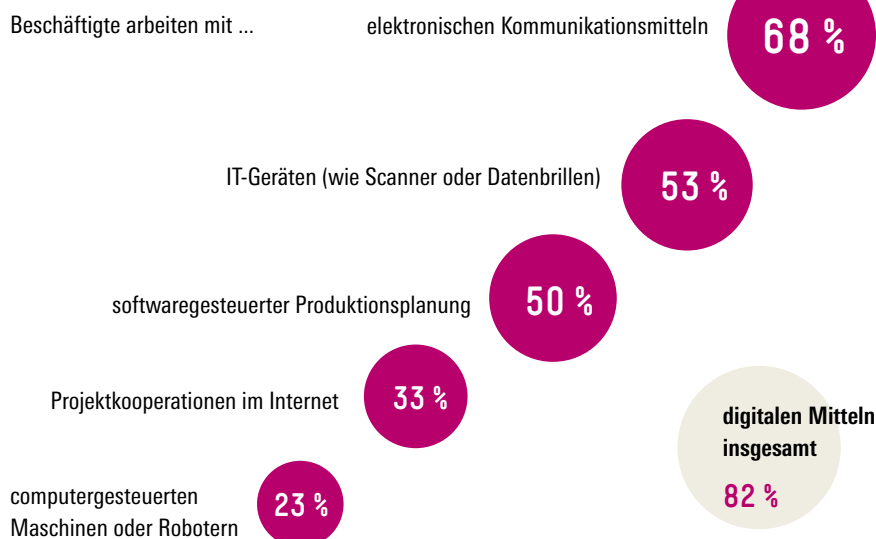 Beschäftigte arbeiten mit ...
elektronischen Kommunikationsmitteln
68 %
IT-Geräten (wie Scanner oder Datenbrillen)
53 %
softwaregesteuerter Produktionsplanung
50 %
Projektkooperationen im Internet
33 %
computergesteuerten
Maschinen oder Robotern
23 %
digitalen Mitteln
insgesamt
82 %